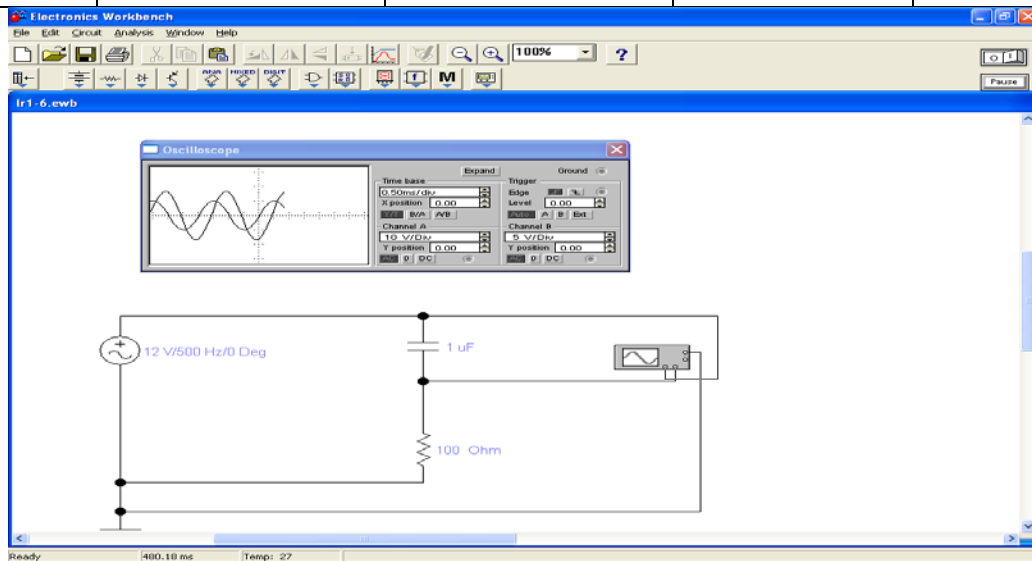 Electronics Workbench
File Edit Circuit Analysis Window Help
100% ?
ANA MIXED DIGIT M
Pause
lr1-6.ewb
Oscilloscope
Expand Ground
Time base Trigger
0.50ms/div Edge
X position 0.00 Level 0.00
Y/T B/A A/B Auto A B Ext
Channel A Channel B
10 V/Div 5 V/Div
Y position 0.00 Y position 0.00
AC 0 DC AC 0 DC
12 V/500 Hz/0 Deg
1 uF
100 Ohm
Ready 480.18 ms Temp: 27